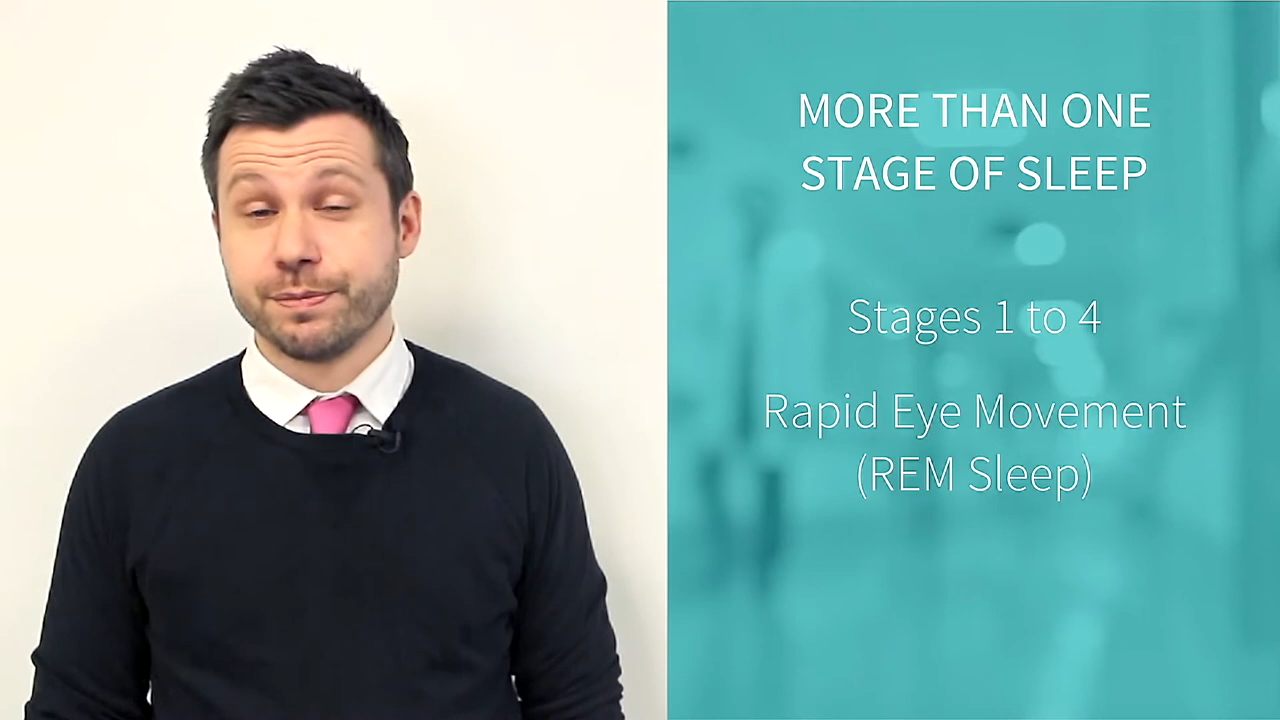 MORE THAN ONE
STAGE OF SLEEP
Stages 1 to 4
Rapid Eye Movement
(REM Sleep)